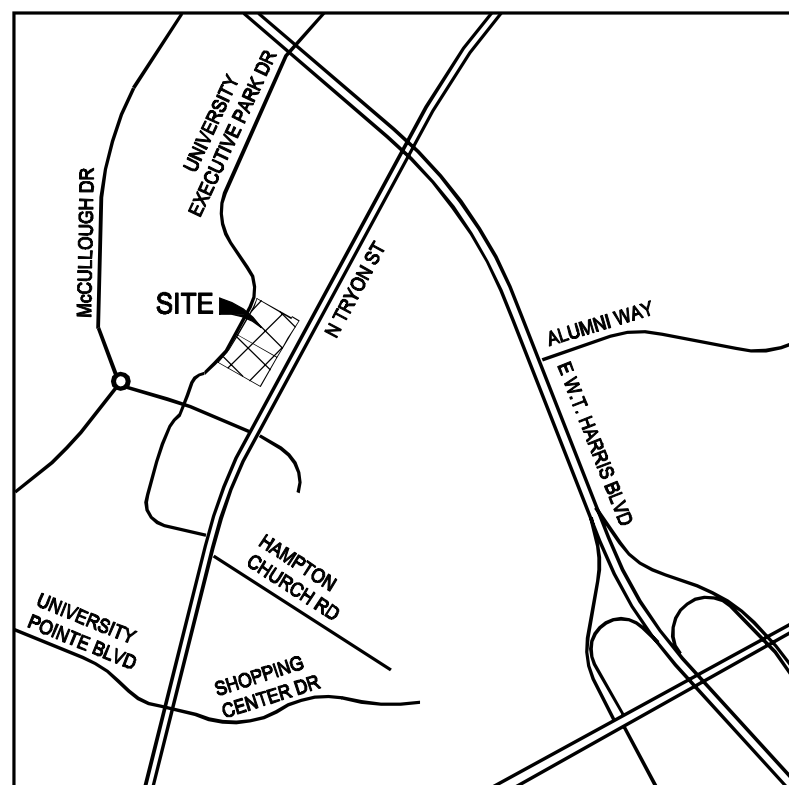 UNIVERSITY
EXECUTIVE PARK DR
McCULLOUGH DR
SITE
N TRYON ST
ALUMNI WAY
E W.T. HARRIS BLVD
HAMPTON
CHURCH RD
UNIVERSITY
POINTE BLVD
SHOPPING
CENTER DR